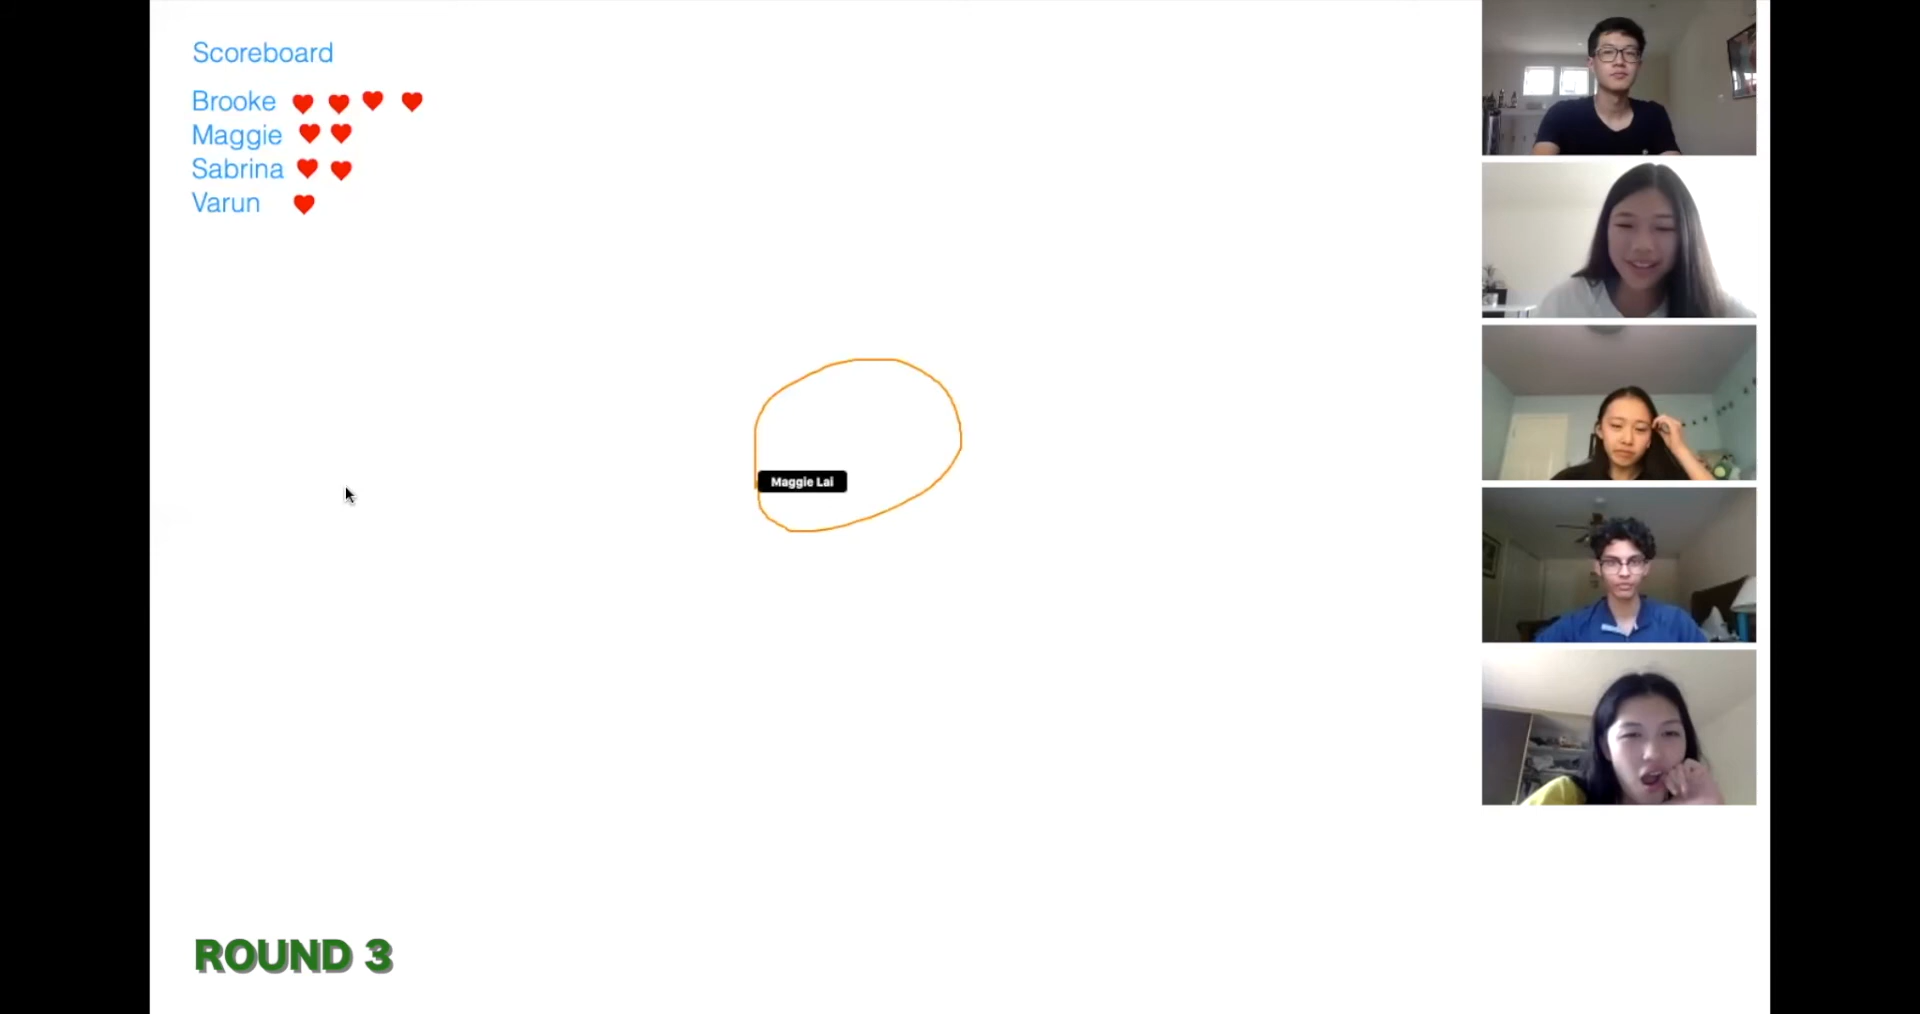 Scoreboard
Brooke
Maggie
Sabrina
Varun
Maggie Lai
ROUND 3